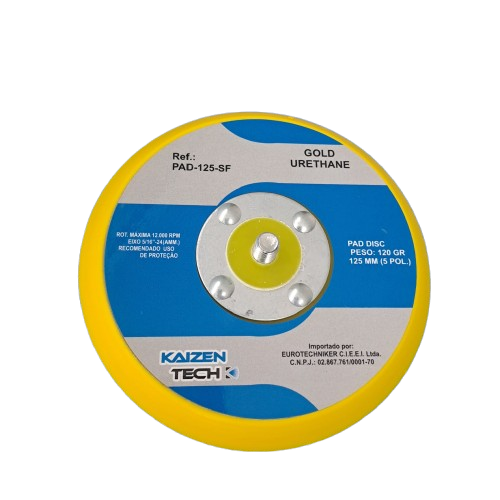 Ref.:
PAD-125-SF
GOLD
URETHANE
ROT. MAXIMA 12.000 RPM
EIXO 5/16"-24(AMM.)
RECOMENDADO USO
DE PROTEÇÃO
PAD DISC
PESO: 120 GR
125 MM (5 POL.)
KAIZEN
TECH
Importado por:
EUROTECHNIKER C.I.E.E.I. Ltda.
C.N.P.J.: 02.867.761/0001-70